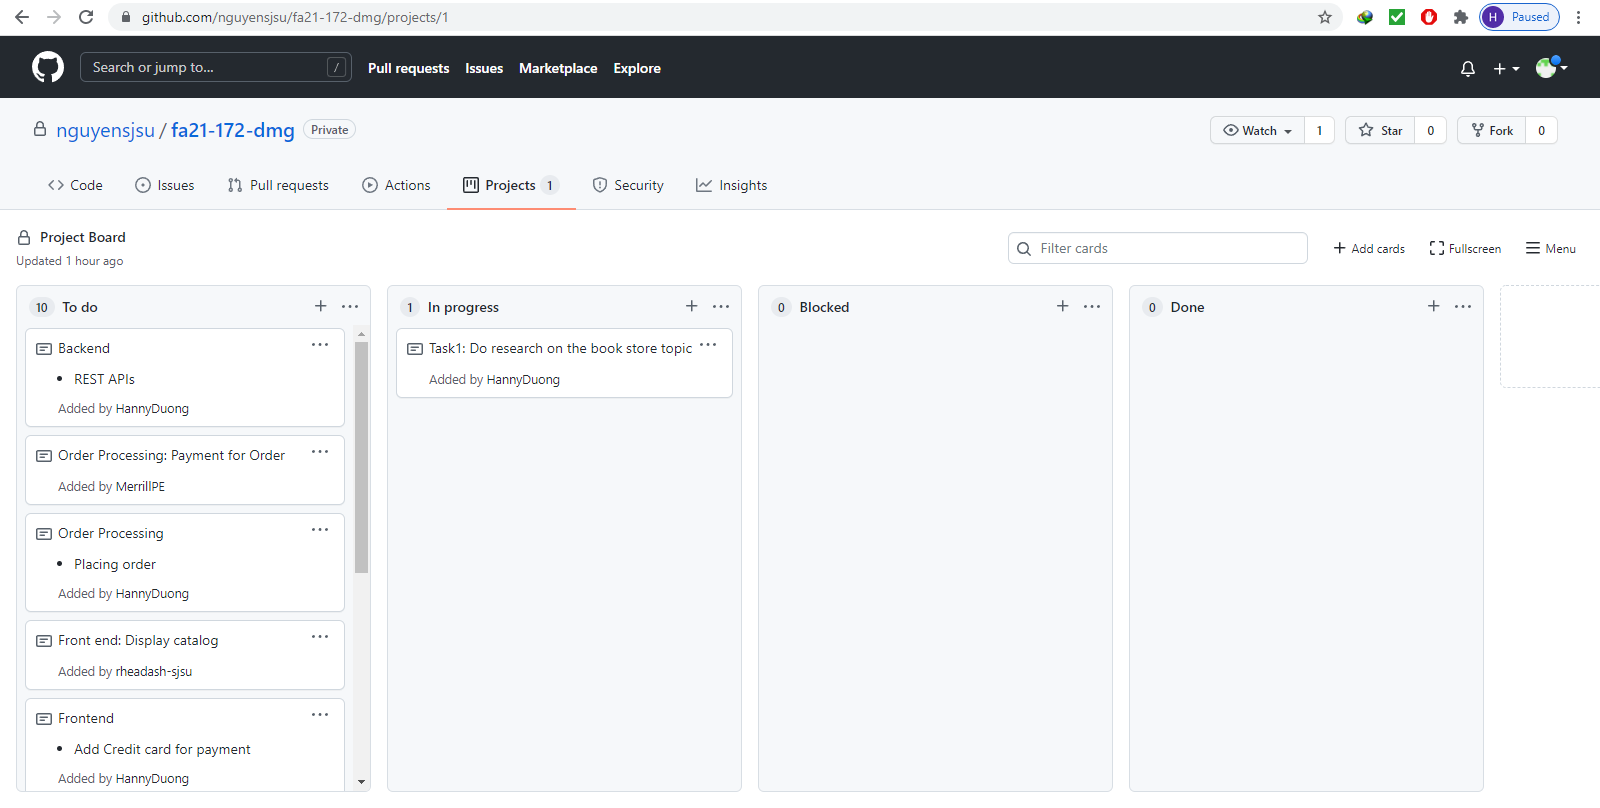 github.com/nguyensjsu/fa21-172-dmg/projects/1
H Paused
Search or jump to... /
Pull requests Issues Marketplace Explore
nguyensjsu / fa21-172-dmg Private
Watch 1 Star 0 Fork 0
Code Issues Pull requests Actions Projects 1 Security Insights
Project Board
Updated 1 hour ago
Filter cards
Add cards Fullscreen Menu
10 To do
Backend
• REST APIs
Added by HannyDuong
Order Processing: Payment for Order
Added by MerrillPE
Order Processing
• Placing order
Added by HannyDuong
Front end: Display catalog
Added by rheadash-sjsu
Frontend
• Add Credit card for payment
Added by HannyDuong
1 In progress
Task1: Do research on the book store topic
Added by HannyDuong
0 Blocked
0 Done